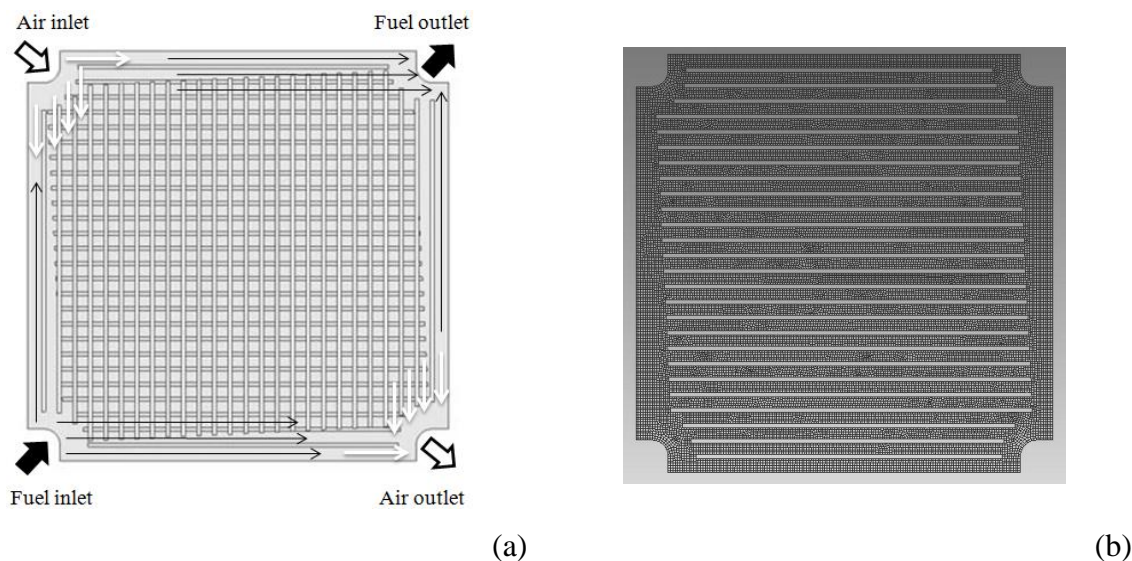 Air inlet
Fuel outlet
Fuel inlet
Air outlet
(a)
(b)